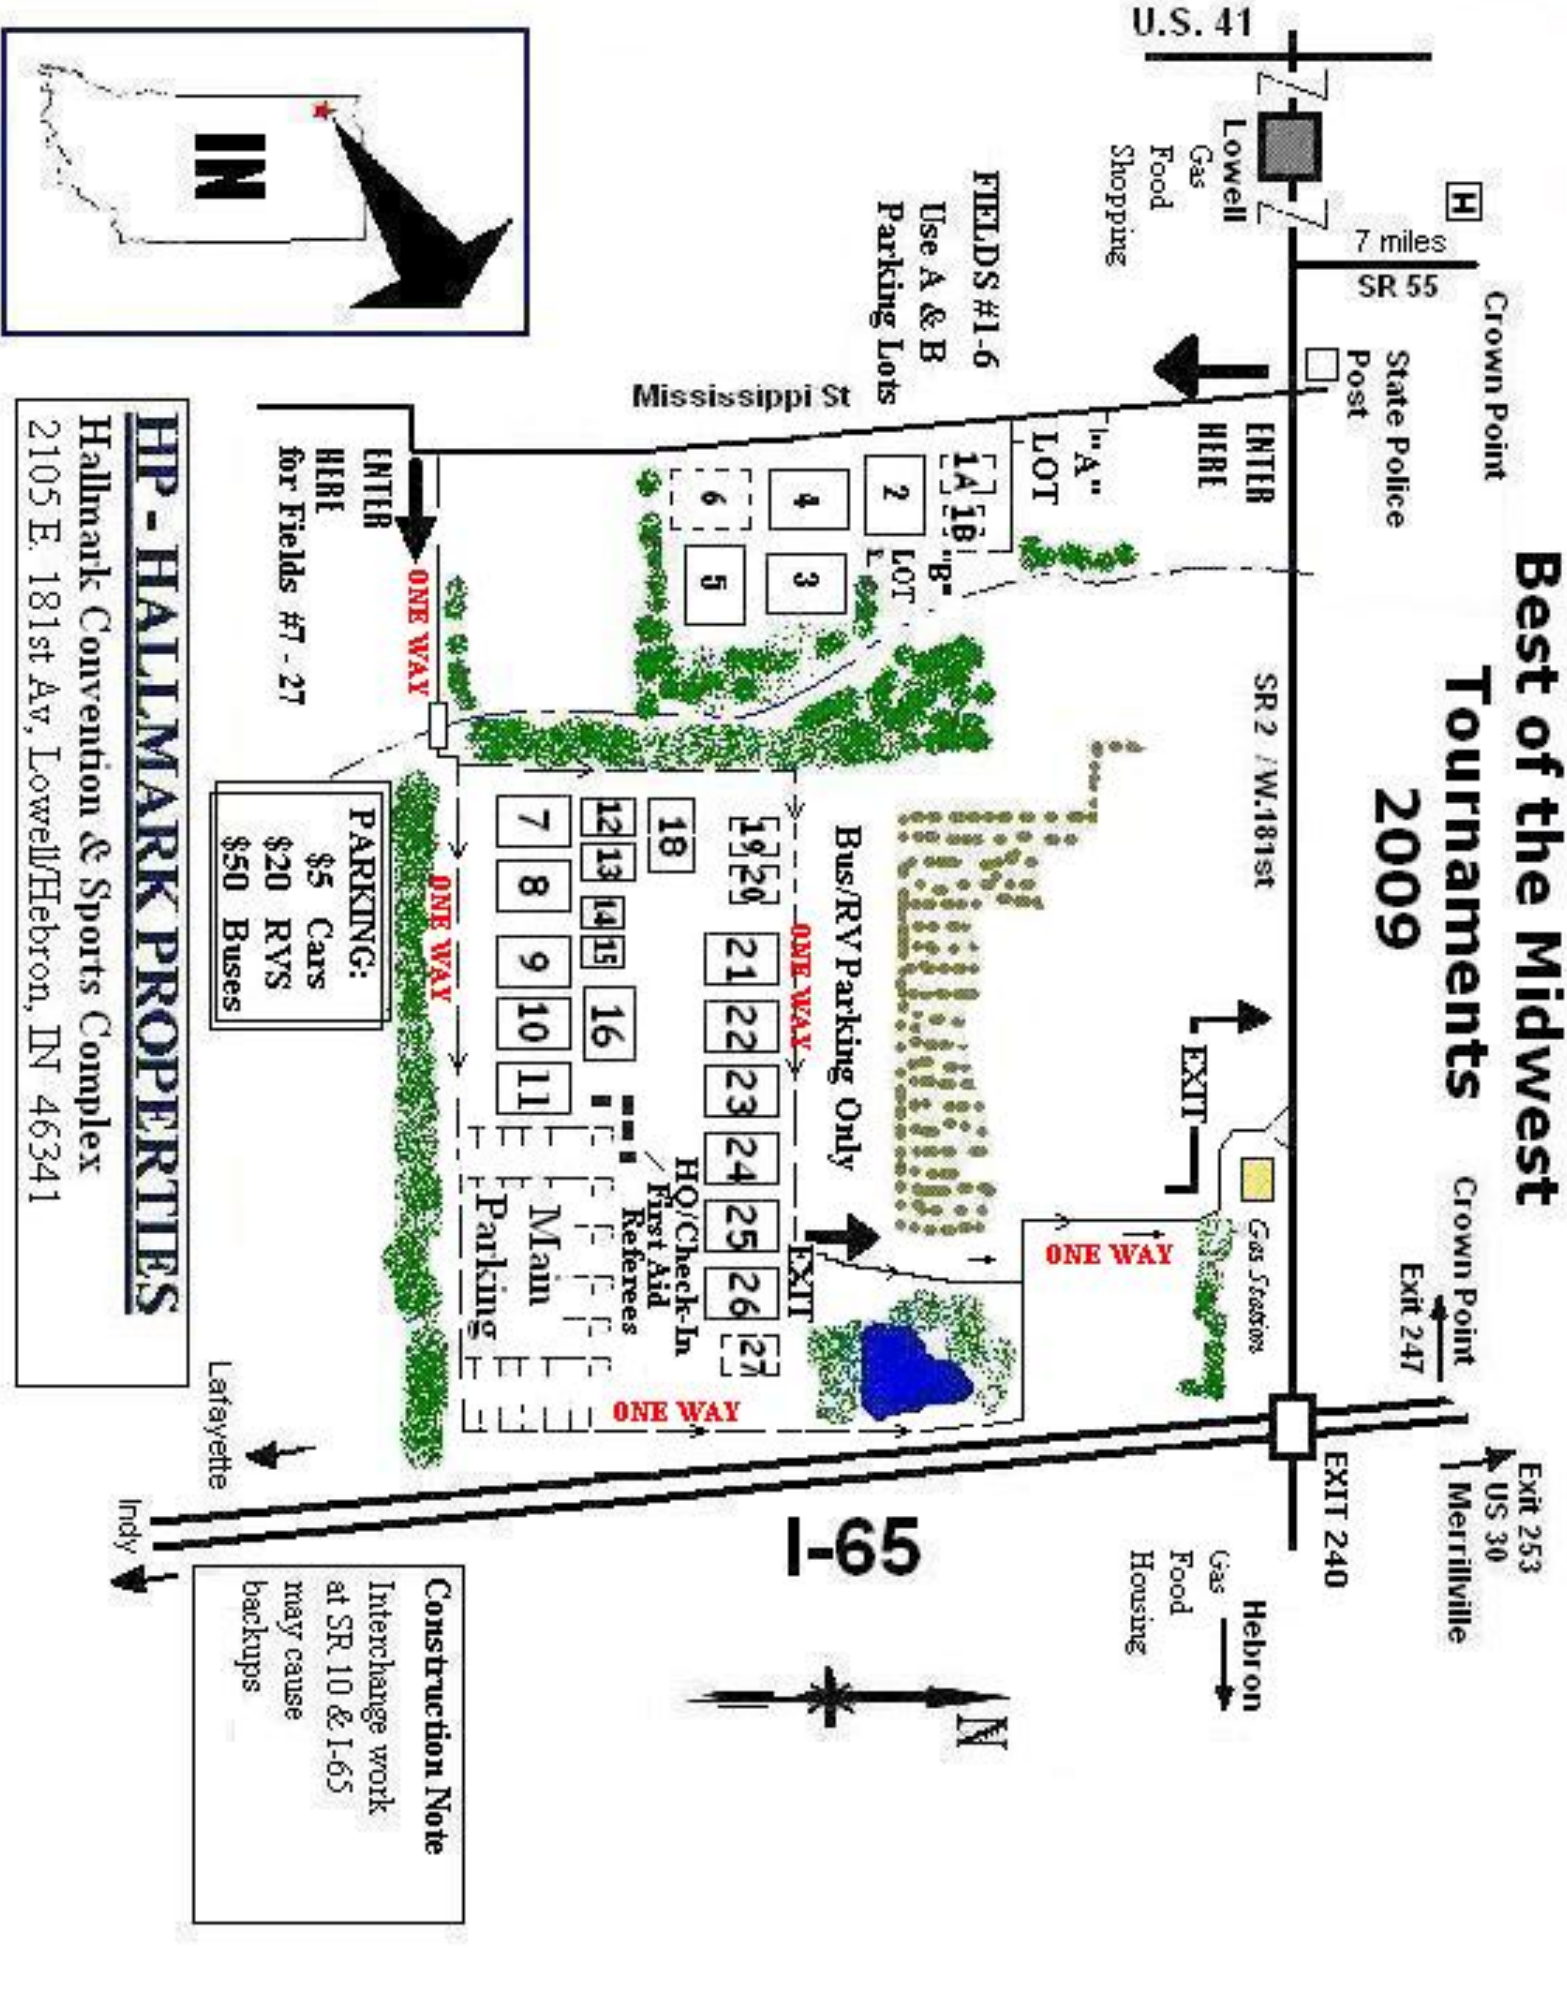 Best of the Midwest
Tournaments
2009
U.S. 41
Lowell
Gas
Food
Shopping
H
7 miles
SR 55
Crown Point
State Police
Post
ENTER
HERE
SR 2 / W.181st
Crown Point
Exit 247
Exit 253
US 30
Merrillville
EXIT 240
Hebron
Gas
Food
Housing
EXIT
Gas Station
ONE WAY
FIELDS #1-6
Use A & B
Parking Lots
Mississippi St
"A"
LOT
"B"
LOT
1A 1B
2
4
6
3
5
Bus/RV Parking Only
ONE WAY
EXIT
19 20
21
22
23
24
25
26
27
18
12 13
14 15
16
7
8
9
10
11
HQ/Check-In
First Aid
Referees
Main
Parking
ONE WAY
ONE WAY
ONE WAY
ENTER
HERE
for Fields #7 - 27
PARKING:
$5 Cars
$20 RVS
$50 Buses
I-65
N
Lafayette
Indy
Construction Note
Interchange work
at SR 10 & I-65
may cause
backups
IN
HP - HALLMARK PROPERTIES
Hallmark Convention & Sports Complex
2105 E. 181st Av, Lowell/Hebron, IN 46341